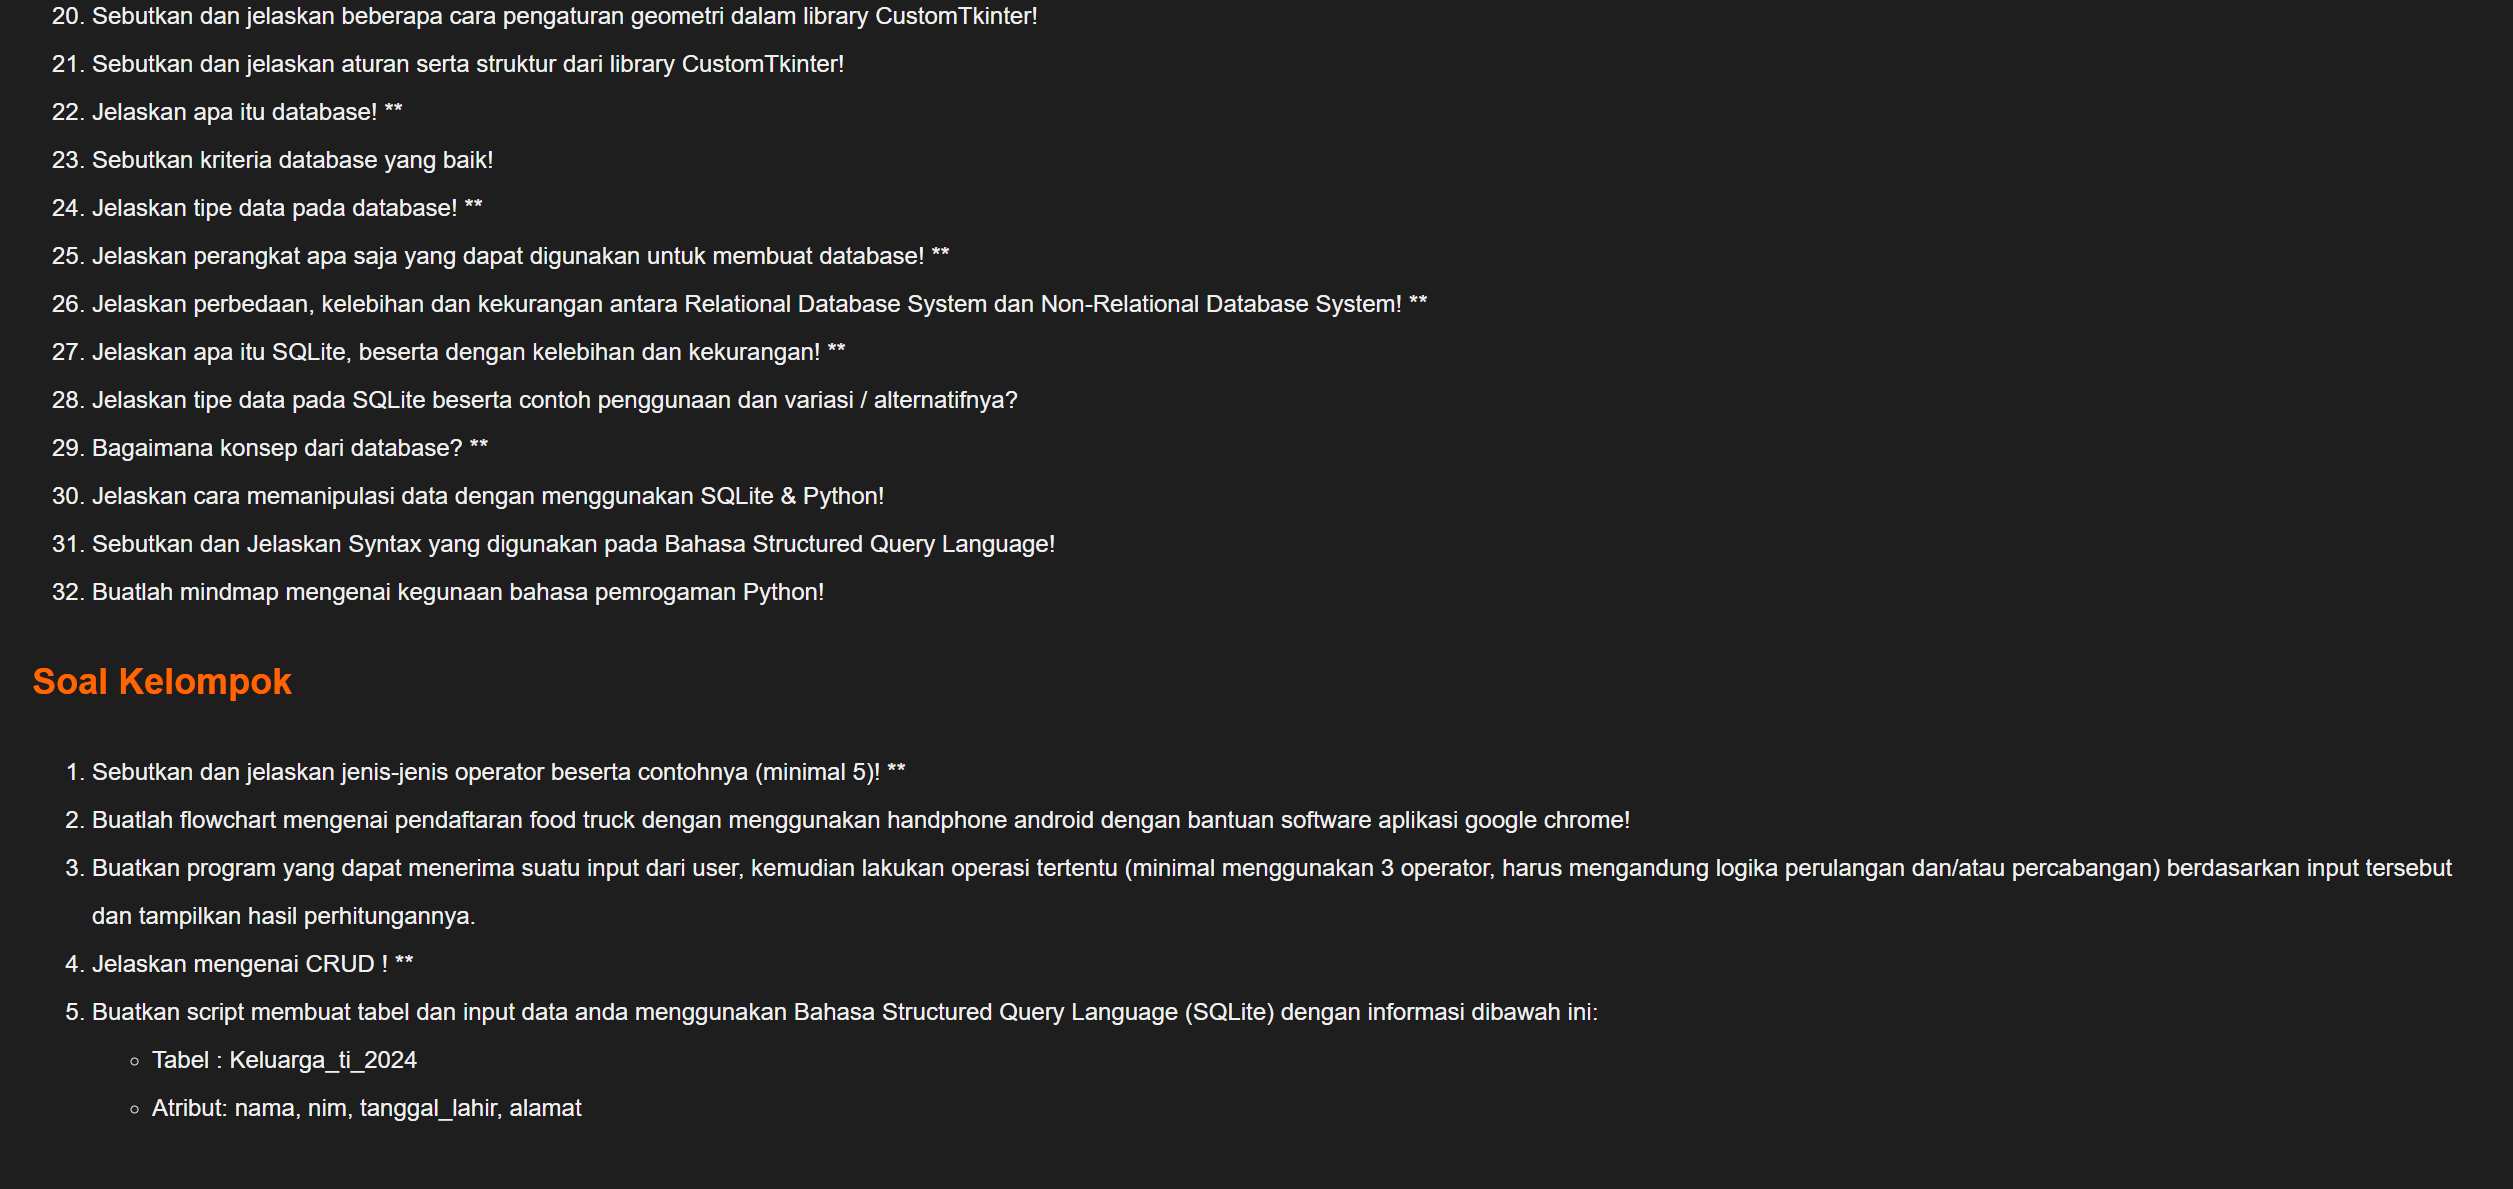 20. Sebutkan dan jelaskan beberapa cara pengaturan geometri dalam library CustomTkinter!
21. Sebutkan dan jelaskan aturan serta struktur dari library CustomTkinter!
22. Jelaskan apa itu database! **
23. Sebutkan kriteria database yang baik!
24. Jelaskan tipe data pada database! **
25. Jelaskan perangkat apa saja yang dapat digunakan untuk membuat database! **
26. Jelaskan perbedaan, kelebihan dan kekurangan antara Relational Database System dan Non-Relational Database System! **
27. Jelaskan apa itu SQLite, beserta dengan kelebihan dan kekurangan! **
28. Jelaskan tipe data pada SQLite beserta contoh penggunaan dan variasi / alternatifnya?
29. Bagaimana konsep dari database? **
30. Jelaskan cara memanipulasi data dengan menggunakan SQLite & Python!
31. Sebutkan dan Jelaskan Syntax yang digunakan pada Bahasa Structured Query Language!
32. Buatlah mindmap mengenai kegunaan bahasa pemrogaman Python!
Soal Kelompok
1. Sebutkan dan jelaskan jenis-jenis operator beserta contohnya (minimal 5)! **
2. Buatlah flowchart mengenai pendaftaran food truck dengan menggunakan handphone android dengan bantuan software aplikasi google chrome!
3. Buatkan program yang dapat menerima suatu input dari user, kemudian lakukan operasi tertentu (minimal menggunakan 3 operator, harus mengandung logika perulangan dan/atau percabangan) berdasarkan input tersebut
dan tampilkan hasil perhitungannya.
4. Jelaskan mengenai CRUD ! **
5. Buatkan script membuat tabel dan input data anda menggunakan Bahasa Structured Query Language (SQLite) dengan informasi dibawah ini:
◦ Tabel : Keluarga_ti_2024
◦ Atribut: nama, nim, tanggal_lahir, alamat